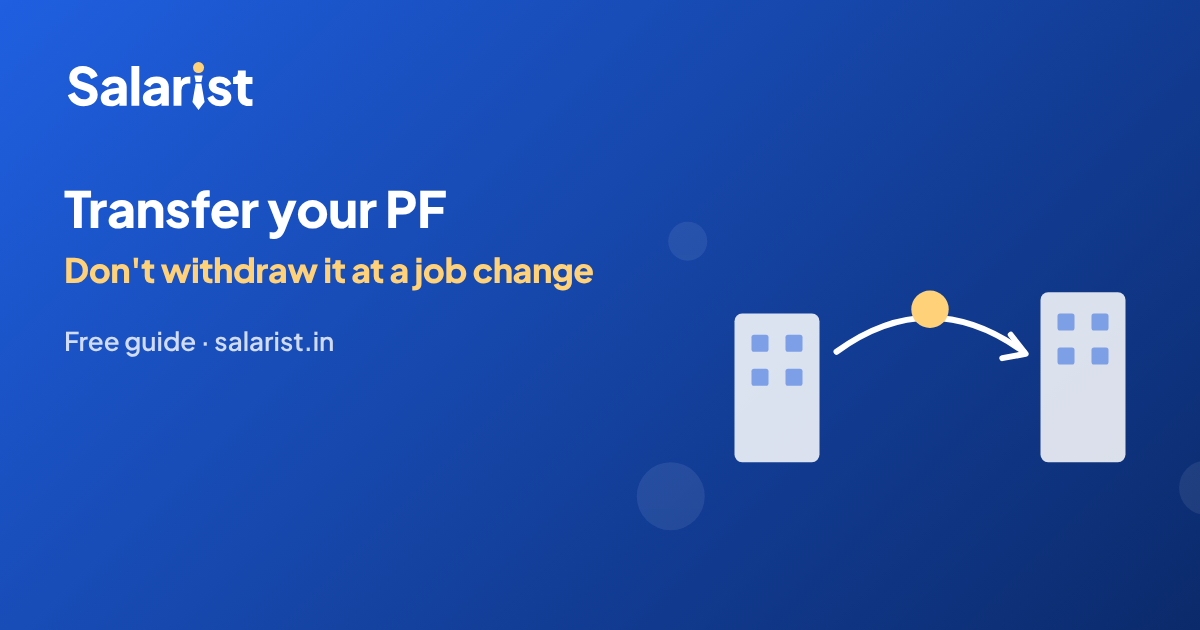 Salarist
Transfer your PF
Don't withdraw it at a job change
Free guide · salarist.in